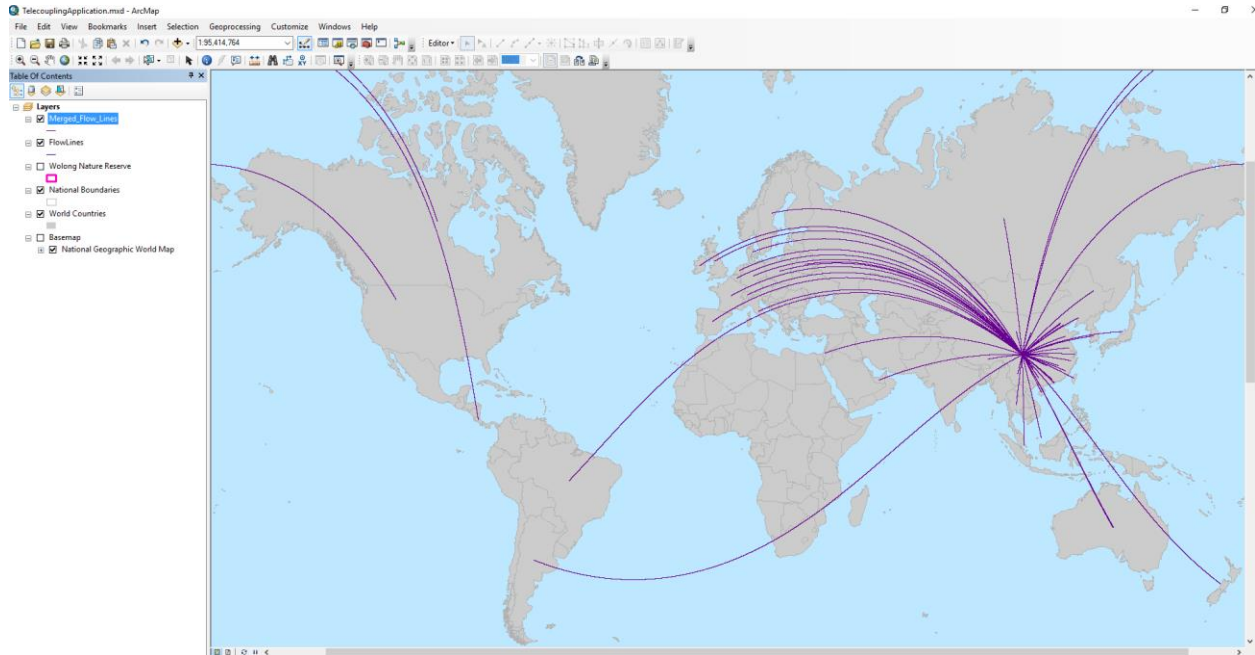 TelecouplingApplication.mxd - ArcMap
File Edit View Bookmarks Insert Selection Geoprocessing Customize Windows Help
1:95,414,764
Editor
Table Of Contents
Layers
Merged_Flow_Lines
FlowLines
Wolong Nature Reserve
National Boundaries
World Countries
Basemap
National Geographic World Map